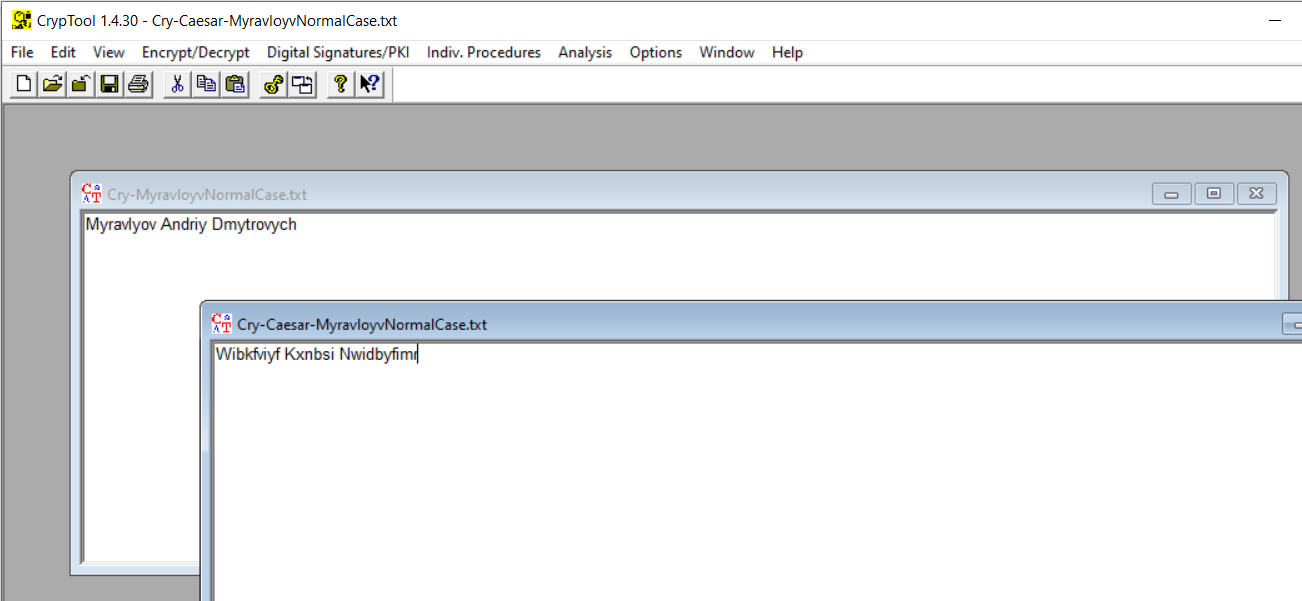 CrypTool 1.4.30 - Cry-Caesar-MyravloyvNormalCase.txt
File Edit View Encrypt/Decrypt Digital Signatures/PKI Indiv. Procedures Analysis Options Window Help
Cry-MyravloyvNormalCase.txt
Myravlyov Andriy Dmytrovych
Cry-Caesar-MyravloyvNormalCase.txt
Wibkfviyf Kxnbsi Nwidbyfimr